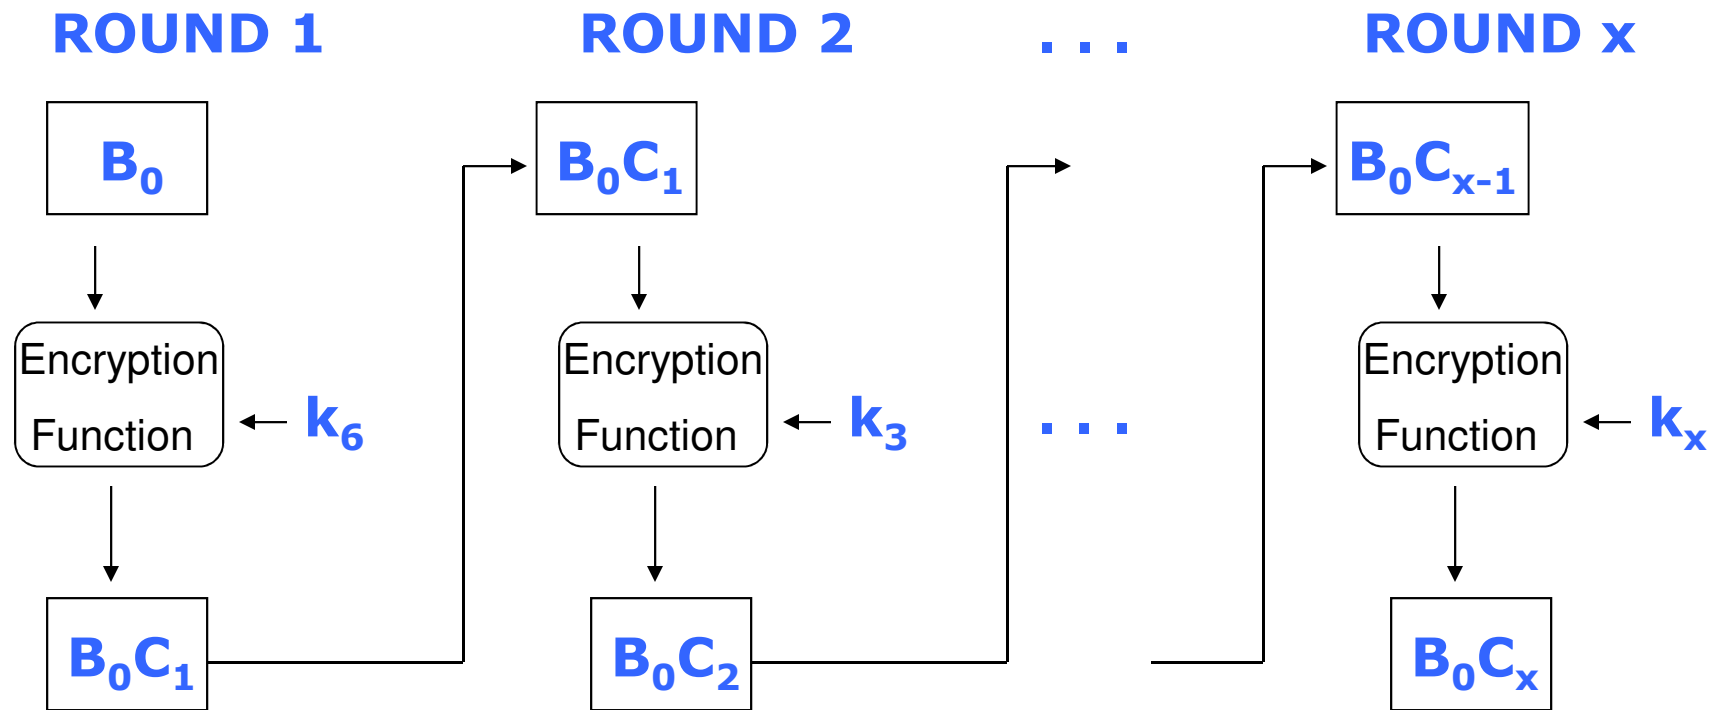 ROUND 1 ROUND 2 . . . ROUND x
B₀ B₀C₁ B₀Cₓ₋₁
Encryption Encryption Encryption
Function k₆ Function k₃ . . . Function kₓ
B₀C₁ B₀C₂ B₀Cₓ